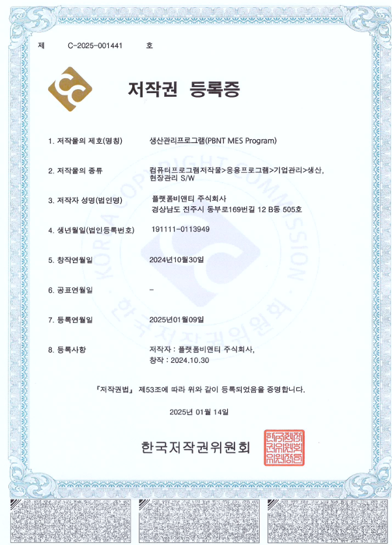 제 C-2025-001441 호
저작권 등록증
1. 저작물의 제호(명칭) 생산관리프로그램(PBNT MES Program)
2. 저작물의 종류 컴퓨터프로그램저작물>응용프로그램>기업관리>생산,
현장관리 S/W
3. 저작자 성명(법인명) 플랫폼비앤티 주식회사
경상남도 진주시 동부로169번길 12 B동 505호
4. 생년월일(법인등록번호) 191111-0113949
5. 창작연월일 2024년10월30일
6. 공표연월일 –
7. 등록연월일 2025년01월09일
8. 등록사항 저작자 : 플랫폼비앤티 주식회사,
창작 : 2024.10.30
『저작권법』 제53조에 따라 위와 같이 등록되었음을 증명합니다.
2025년 01월 14일
한국저작권위원회
KOREA COPYRIGHT COMMISSION
한국저작권위원회